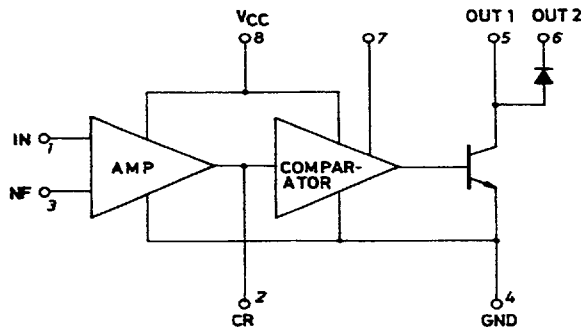 VCC OUT 1 OUT 2
8 7 5 6
IN 1
AMP
COMPAR-
ATOR
NF 3
2 4
CR GND